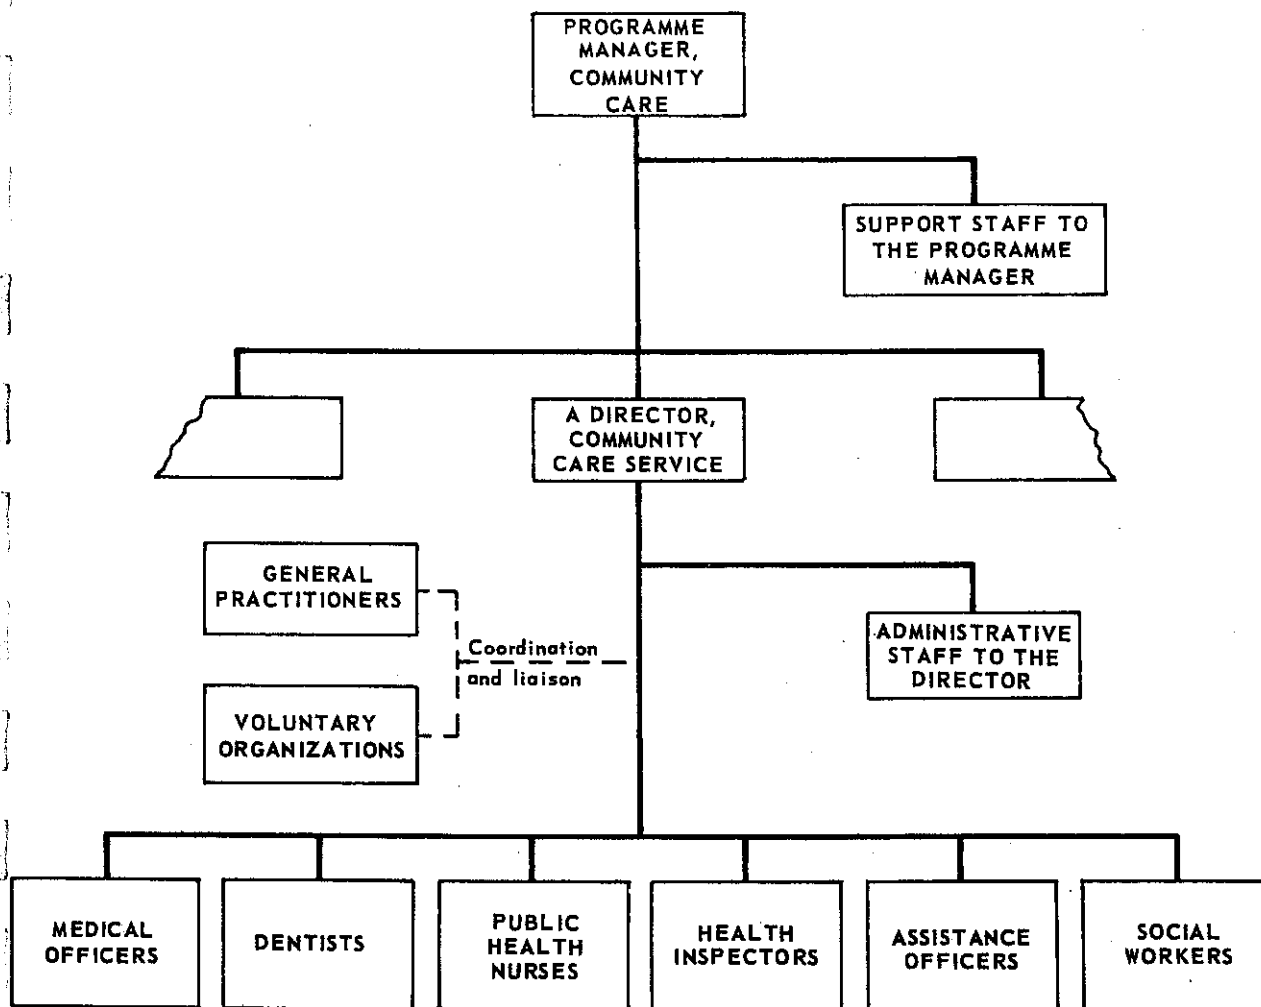 PROGRAMME
MANAGER,
COMMUNITY
CARE
SUPPORT STAFF TO
THE PROGRAMME
MANAGER
A DIRECTOR,
COMMUNITY
CARE SERVICE
GENERAL
PRACTITIONERS
Coordination
and liaison
VOLUNTARY
ORGANIZATIONS
ADMINISTRATIVE
STAFF TO THE
DIRECTOR
MEDICAL
OFFICERS
DENTISTS
PUBLIC
HEALTH
NURSES
HEALTH
INSPECTORS
ASSISTANCE
OFFICERS
SOCIAL
WORKERS